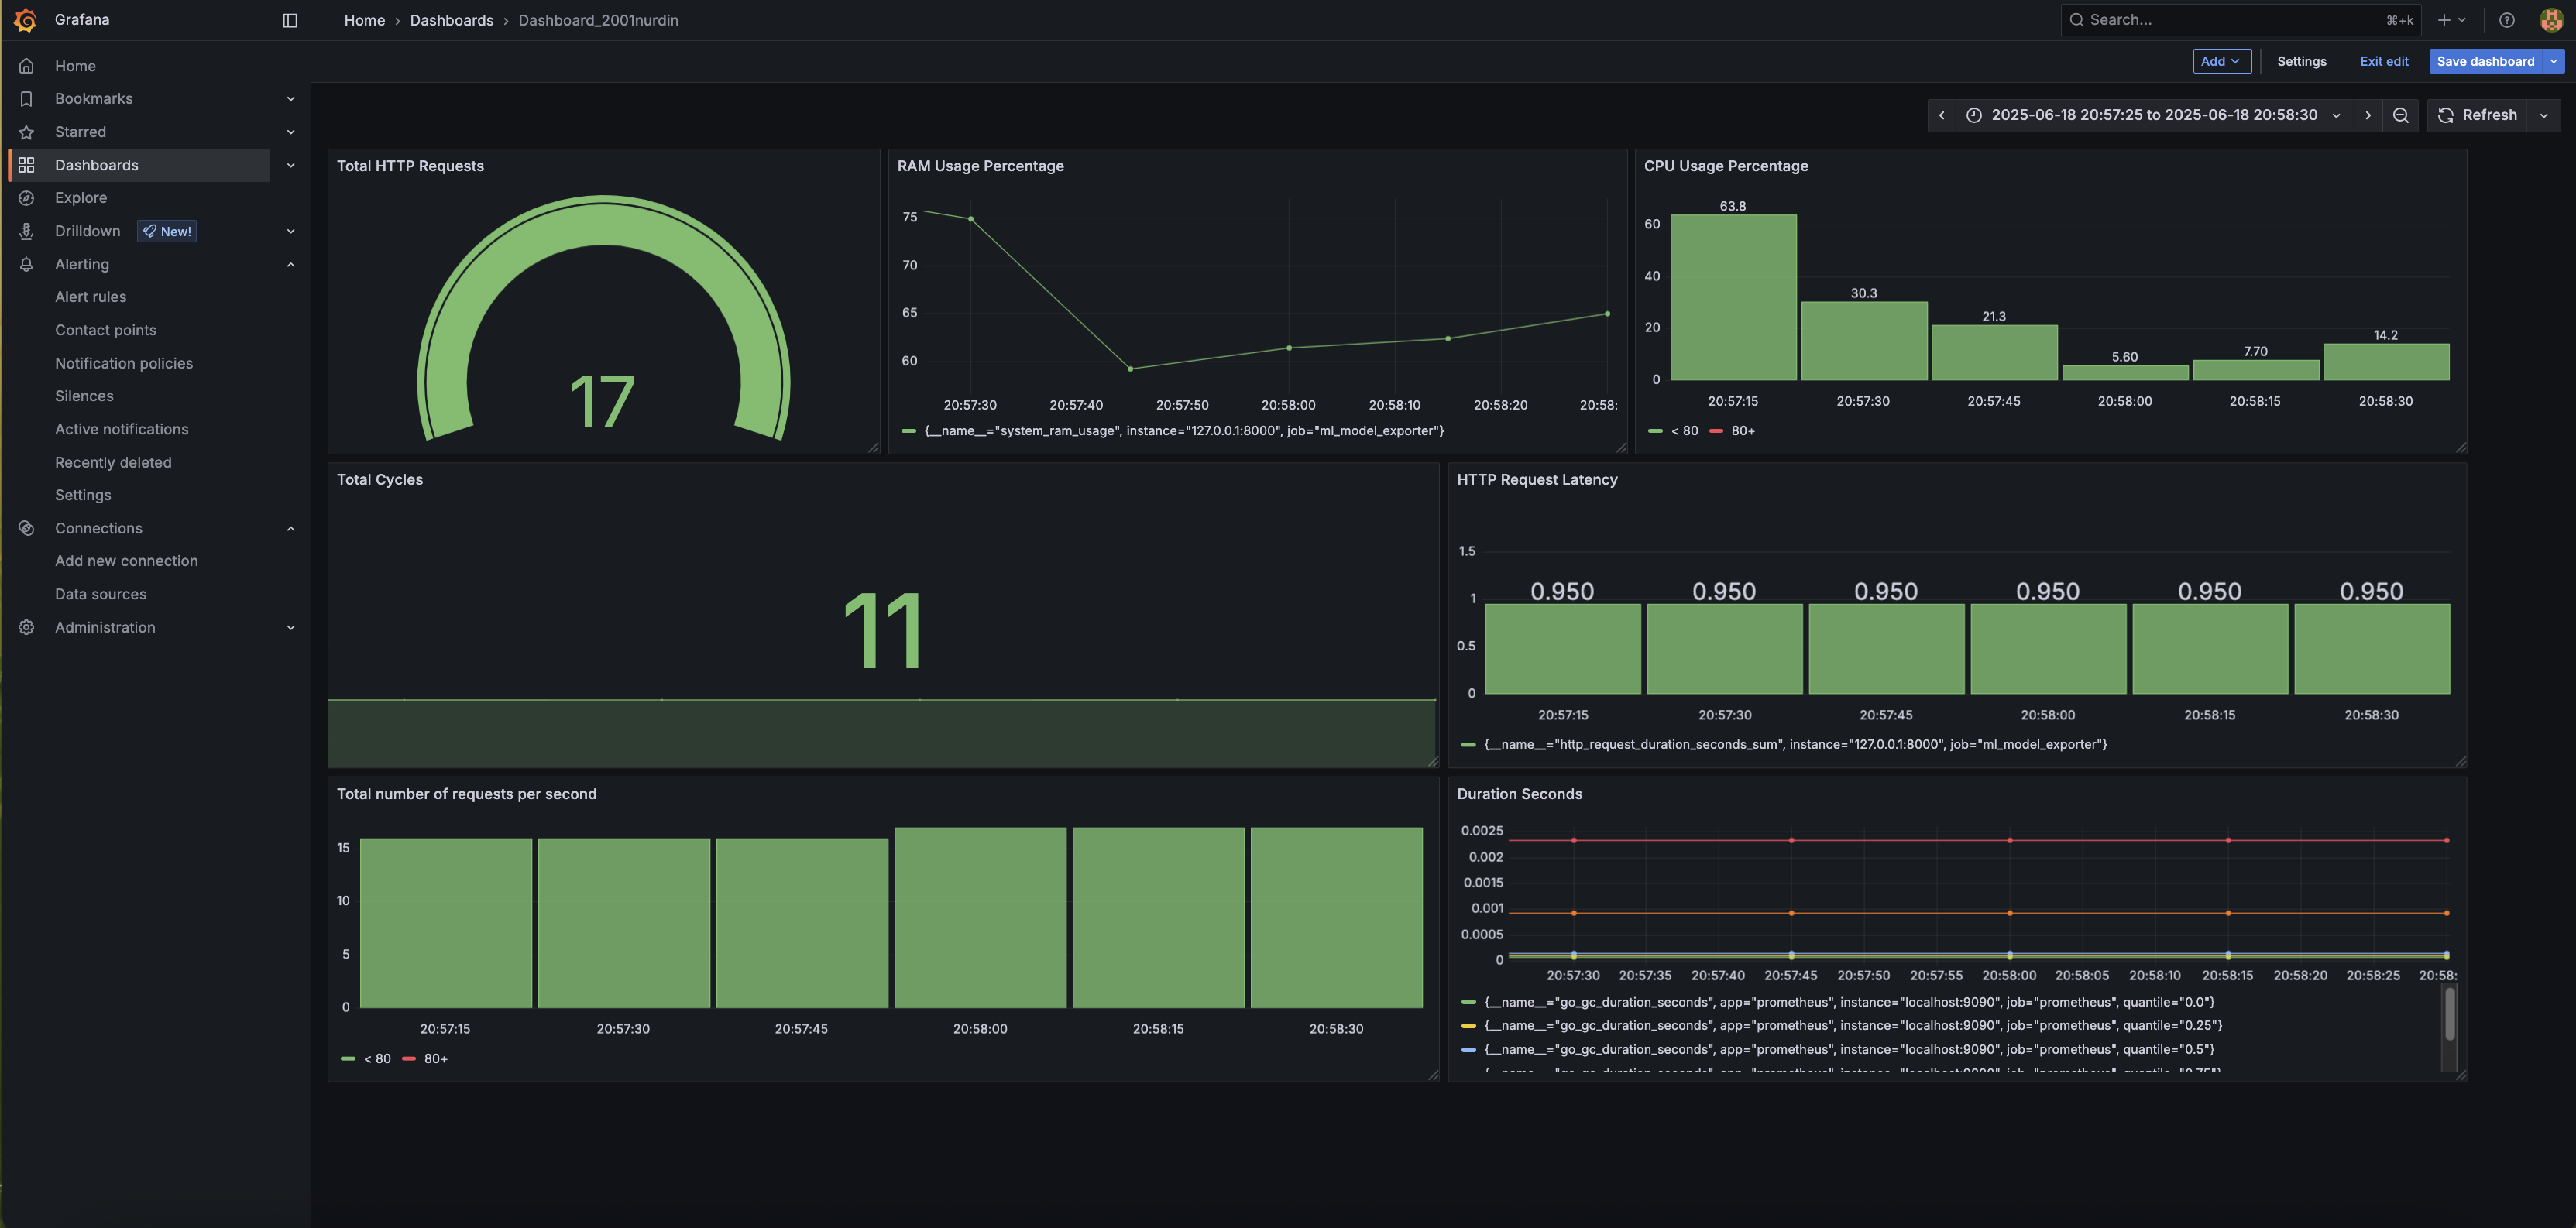 Grafana
Home › Dashboards › Dashboard_2001nurdin
Search... ⌘+k
Add
Settings
Exit edit
Save dashboard
2025-06-18 20:57:25 to 2025-06-18 20:58:30
Refresh
Home
Bookmarks
Starred
Dashboards
Explore
Drilldown New!
Alerting
Alert rules
Contact points
Notification policies
Silences
Active notifications
Recently deleted
Settings
Connections
Add new connection
Data sources
Administration
Total HTTP Requests
17
RAM Usage Percentage
75
70
65
60
20:57:30 20:57:40 20:57:50 20:58:00 20:58:10 20:58:20 20:58:
{__name__="system_ram_usage", instance="127.0.0.1:8000", job="ml_model_exporter"}
CPU Usage Percentage
60
40
20
0
63.8 30.3 21.3 5.60 7.70 14.2
20:57:15 20:57:30 20:57:45 20:58:00 20:58:15 20:58:30
< 80 80+
Total Cycles
11
HTTP Request Latency
1.5
1
0.5
0
0.950 0.950 0.950 0.950 0.950 0.950
20:57:15 20:57:30 20:57:45 20:58:00 20:58:15 20:58:30
{__name__="http_request_duration_seconds_sum", instance="127.0.0.1:8000", job="ml_model_exporter"}
Total number of requests per second
15
10
5
0
20:57:15 20:57:30 20:57:45 20:58:00 20:58:15 20:58:30
< 80 80+
Duration Seconds
0.0025
0.002
0.0015
0.001
0.0005
0
20:57:30 20:57:35 20:57:40 20:57:45 20:57:50 20:57:55 20:58:00 20:58:05 20:58:10 20:58:15 20:58:20 20:58:25 20:58:
{__name__="go_gc_duration_seconds", app="prometheus", instance="localhost:9090", job="prometheus", quantile="0.0"}
{__name__="go_gc_duration_seconds", app="prometheus", instance="localhost:9090", job="prometheus", quantile="0.25"}
{__name__="go_gc_duration_seconds", app="prometheus", instance="localhost:9090", job="prometheus", quantile="0.5"}
{__name__="go_gc_duration_seconds", app="prometheus", instance="localhost:9090", job="prometheus", quantile="0.75"}